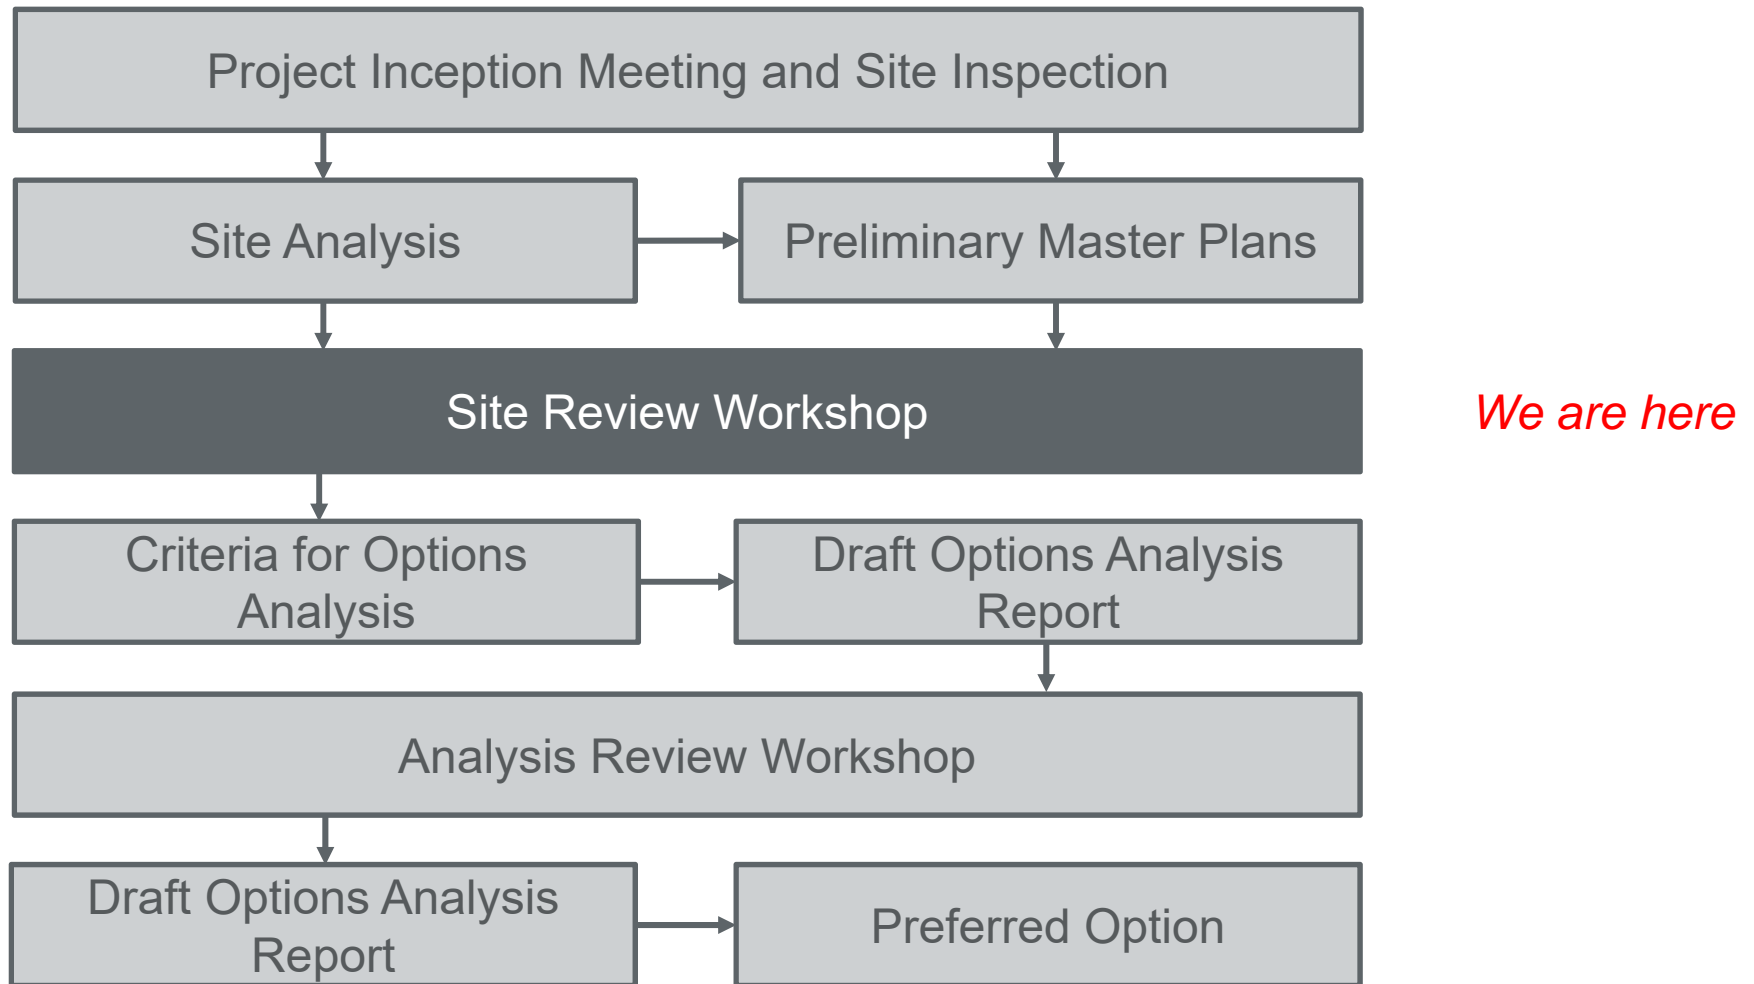 Project Inception Meeting and Site Inspection
Site Analysis
Preliminary Master Plans
Site Review Workshop
We are here
Criteria for Options
Analysis
Draft Options Analysis
Report
Analysis Review Workshop
Draft Options Analysis
Report
Preferred Option